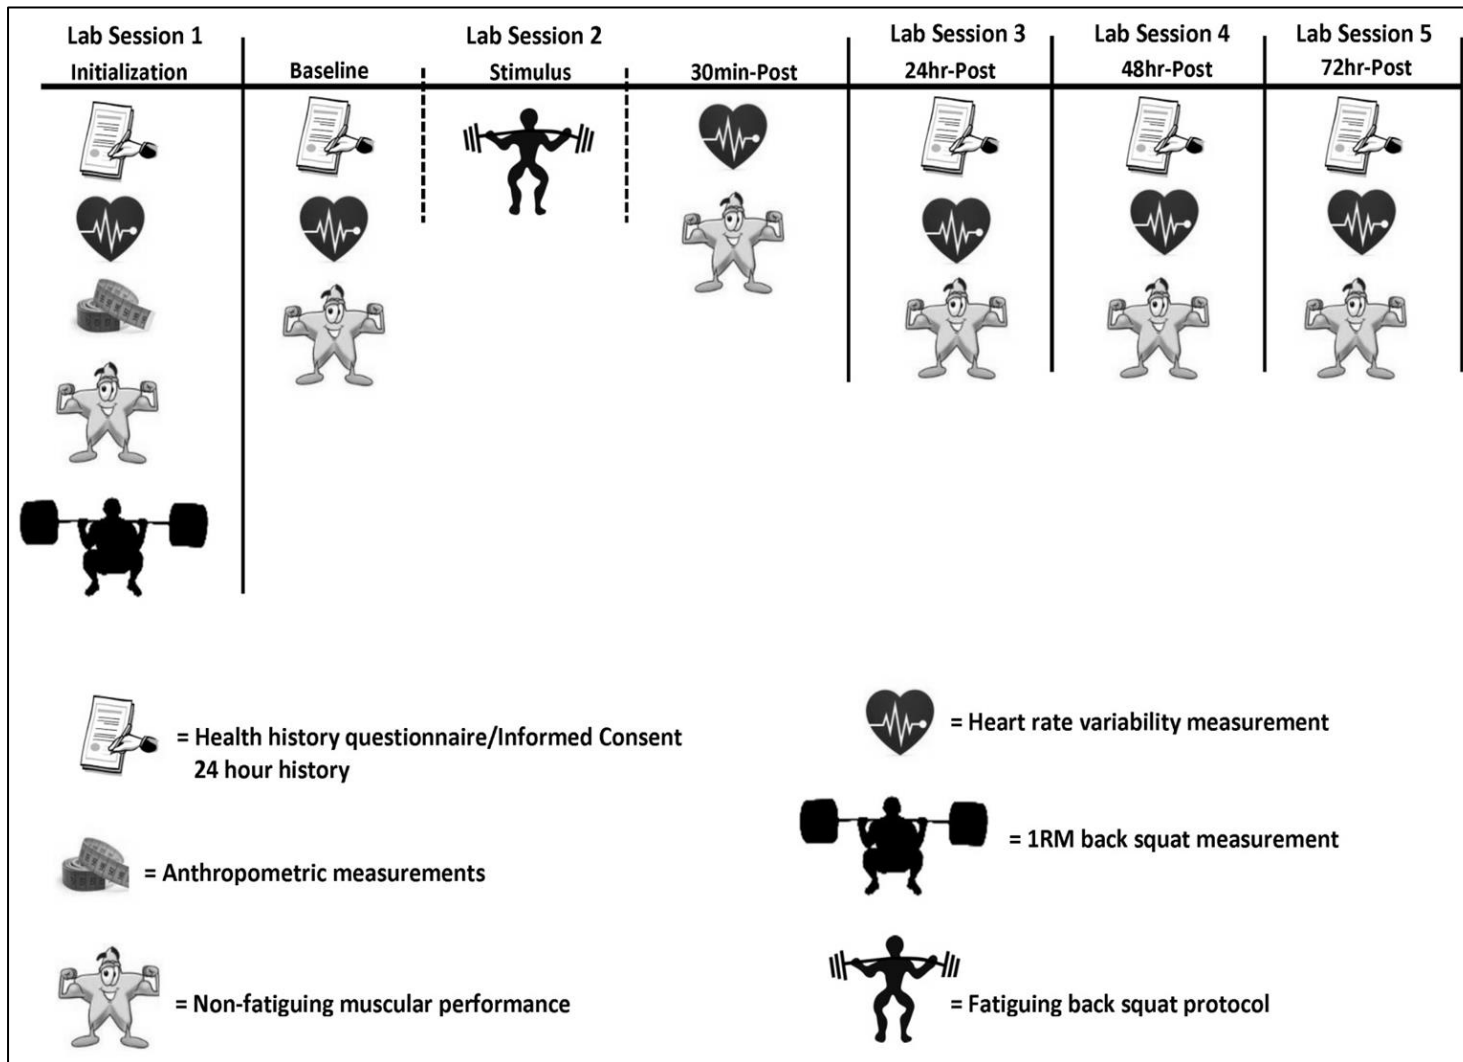 Lab Session 1
Lab Session 2
Lab Session 3
Lab Session 4
Lab Session 5
Initialization
Baseline
Stimulus
30min-Post
24hr-Post
48hr-Post
72hr-Post
= Health history questionnaire/Informed Consent
24 hour history
= Anthropometric measurements
= Non-fatiguing muscular performance
= Heart rate variability measurement
= 1RM back squat measurement
= Fatiguing back squat protocol